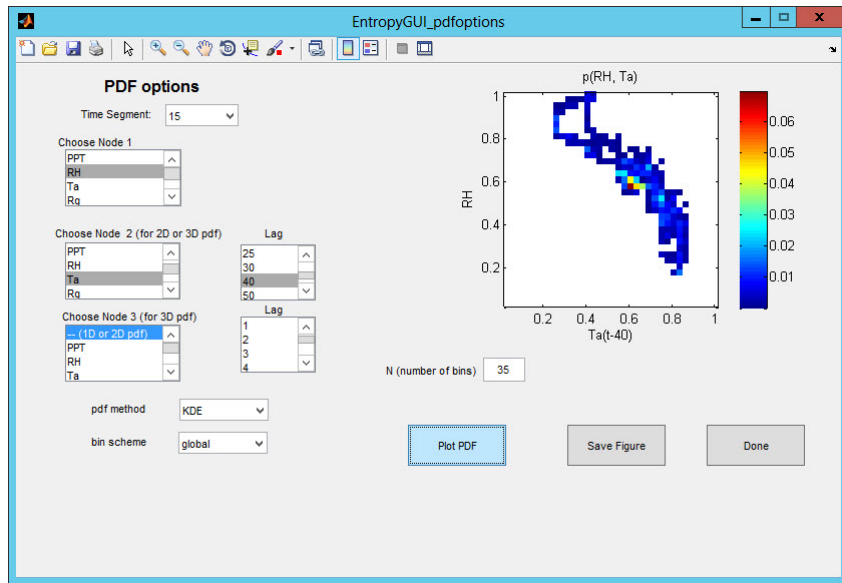 EntropyGUI_pdfoptions
PDF options
Time Segment: 15
Choose Node 1
PPT
RH
Ta
Rg
Choose Node 2 (for 2D or 3D pdf)
PPT
RH
Ta
Rg
Lag
25
30
40
50
Choose Node 3 (for 3D pdf)
-- (1D or 2D pdf)
PPT
RH
Ta
Lag
1
2
3
4
pdf method KDE
bin scheme global
p(RH, Ta)
1
0.8
0.6
0.4
0.2
RH
0.2 0.4 0.6 0.8 1
Ta(t-40)
0.06
0.05
0.04
0.03
0.02
0.01
N (number of bins) 35
Plot PDF
Save Figure
Done